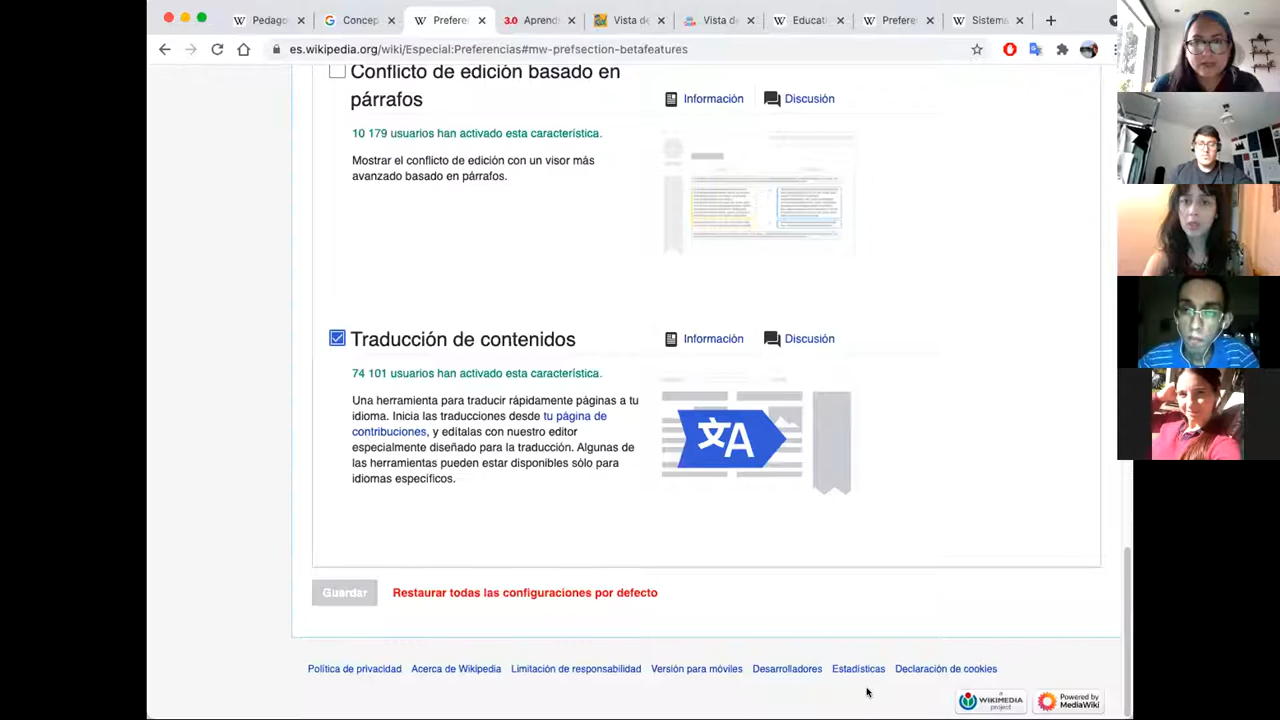 Pedago
Concep
Prefere
3.0 Aprend
Vista de
Vista de
Educati
Prefere
Sistema
es.wikipedia.org/wiki/Especial:Preferencias#mw-prefsection-betafeatures
Conflicto de edición basado en
párrafos
Información
Discusión
10 179 usuarios han activado esta característica.
Mostrar el conflicto de edición con un visor más
avanzado basado en párrafos.
Traducción de contenidos
Información
Discusión
74 101 usuarios han activado esta característica.
Una herramienta para traducir rápidamente páginas a tu
idioma. Inicia las traducciones desde tu página de
contribuciones, y edítalas con nuestro editor
especialmente diseñado para la traducción. Algunas de
las herramientas pueden estar disponibles sólo para
idiomas específicos.
文A
Guardar
Restaurar todas las configuraciones por defecto
Política de privacidad
Acerca de Wikipedia
Limitación de responsabilidad
Versión para móviles
Desarrolladores
Estadísticas
Declaración de cookies
a
WIKIMEDIA
project
Powered by
MediaWiki